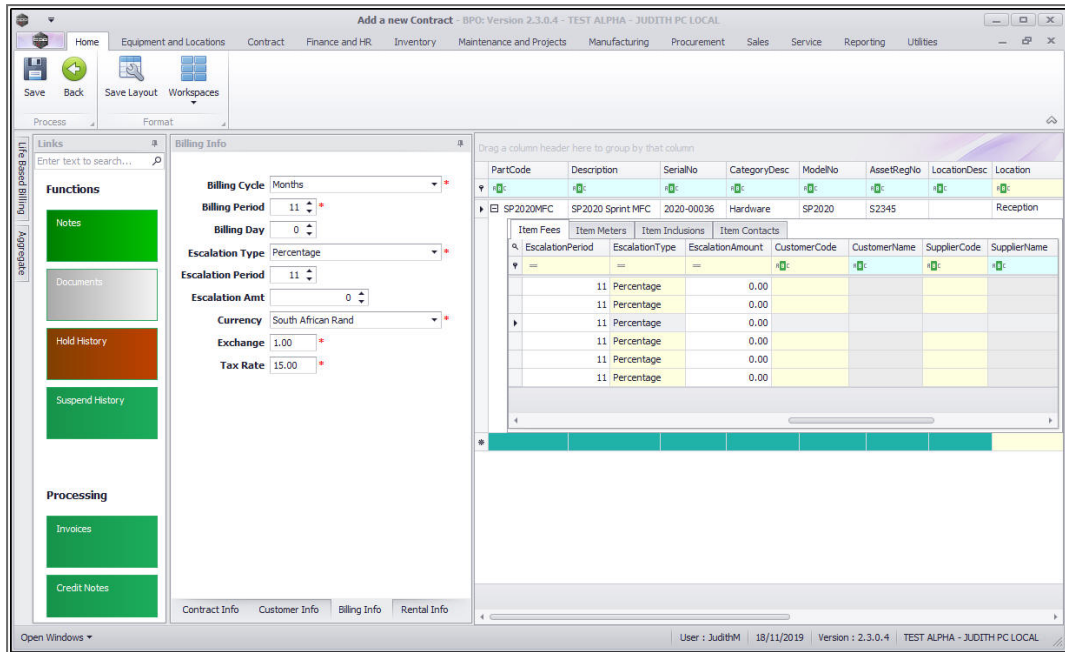 Add a new Contract - BPO: Version 2.3.0.4 - TEST ALPHA - JUDITH PC LOCAL
Home Equipment and Locations Contract Finance and HR Inventory Maintenance and Projects Manufacturing Procurement Sales Service Reporting Utilities
Save Back Save Layout Workspaces
Process Format
Life Based Billing
Aggregate
Links
Enter text to search...
Functions
Notes
Documents
Hold History
Suspend History
Processing
Invoices
Credit Notes
Billing Info
Billing Cycle Months *
Billing Period 11 *
Billing Day 0
Escalation Type Percentage *
Escalation Period 11
Escalation Amt 0
Currency South African Rand *
Exchange 1.00 *
Tax Rate 15.00 *
Contract Info Customer Info Billing Info Rental Info
Drag a column header here to group by that column
PartCode Description SerialNo CategoryDesc ModelNo AssetRegNo LocationDesc Location
SP2020MFC SP2020 Sprint MFC 2020-00036 Hardware SP2020 S2345 Reception
Item Fees Item Meters Item Inclusions Item Contacts
EscalationPeriod EscalationType EscalationAmount CustomerCode CustomerName SupplierCode SupplierName
= = =
11 Percentage 0.00
11 Percentage 0.00
11 Percentage 0.00
11 Percentage 0.00
11 Percentage 0.00
11 Percentage 0.00
Open Windows User : JudithM 18/11/2019 Version : 2.3.0.4 TEST ALPHA - JUDITH PC LOCAL